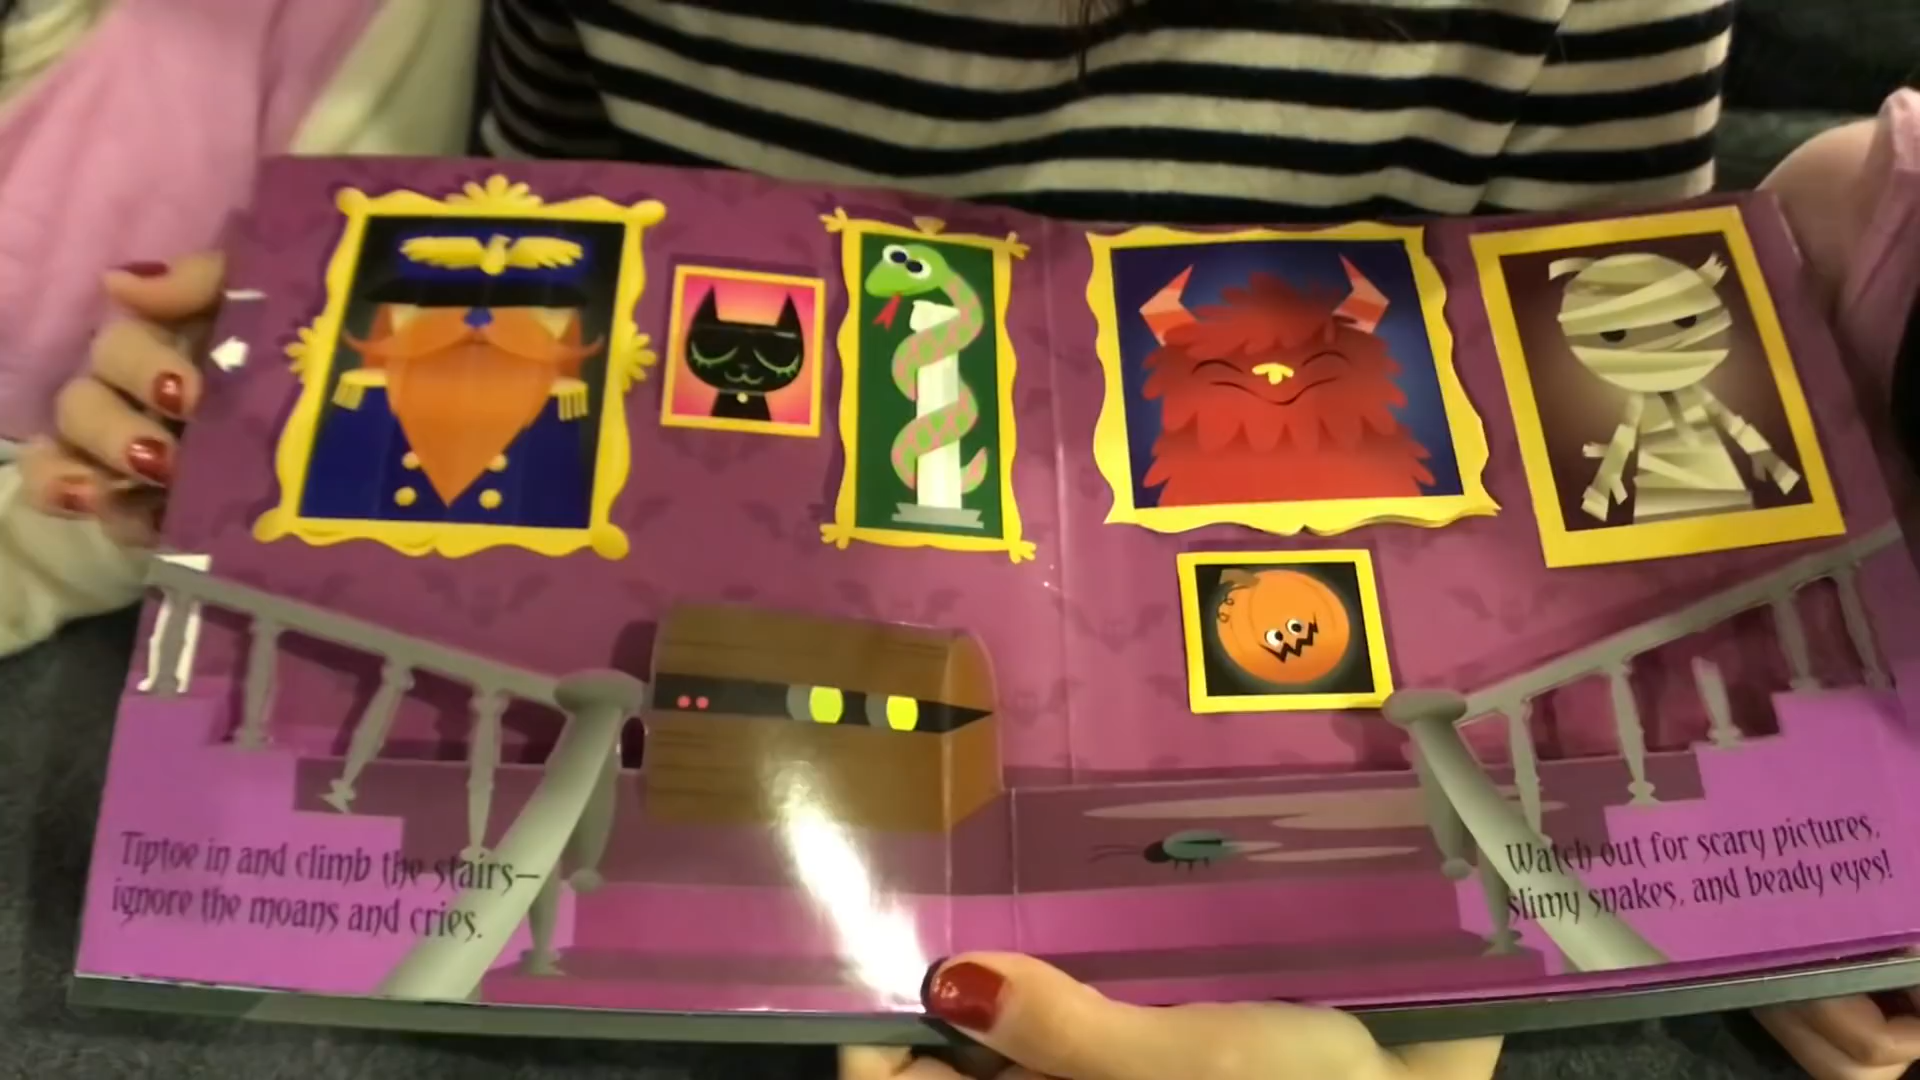 Tiptoe in and climb the stairs—
ignore the moans and cries.
Watch out for scary pictures,
slimy snakes, and beady eyes!